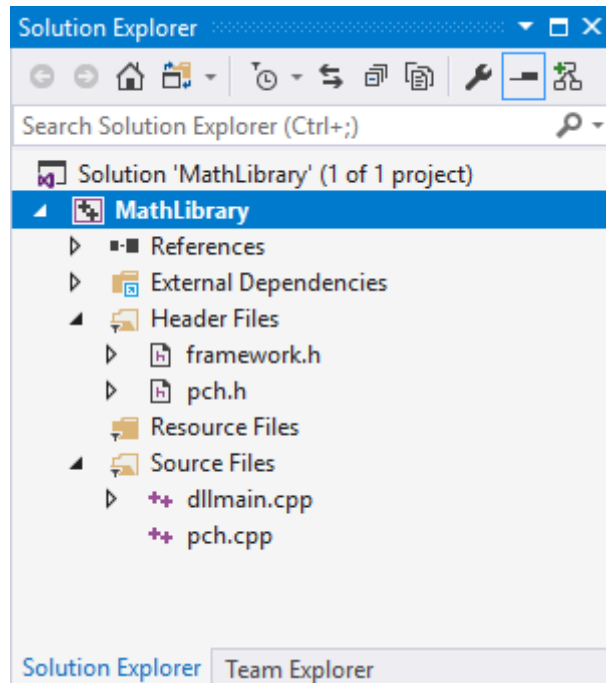 Solution Explorer
Search Solution Explorer (Ctrl+;)
Solution 'MathLibrary' (1 of 1 project)
MathLibrary
References
External Dependencies
Header Files
framework.h
pch.h
Resource Files
Source Files
dllmain.cpp
pch.cpp
Solution Explorer Team Explorer